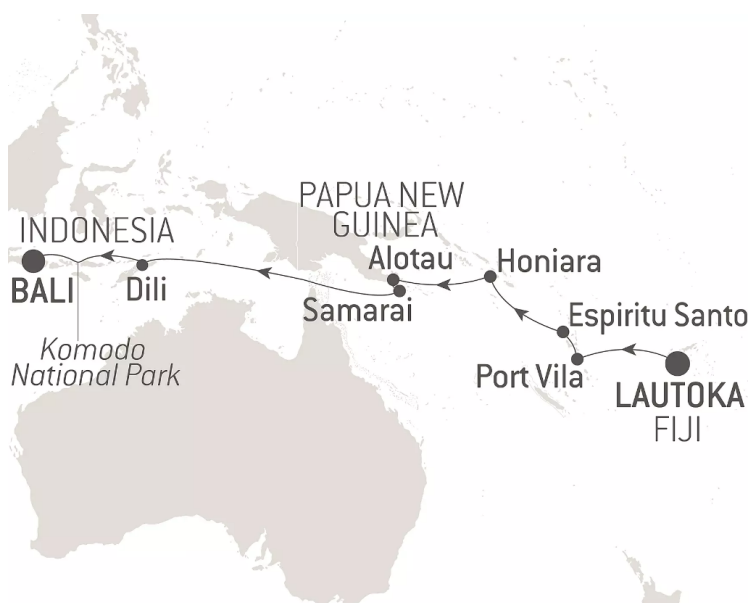 PAPUA NEW
GUINEA
INDONESIA
Alotau
Honiara
BALI
Dili
Samarai
Espiritu Santo
Komodo
National Park
Port Vila
LAUTOKA
FIJI